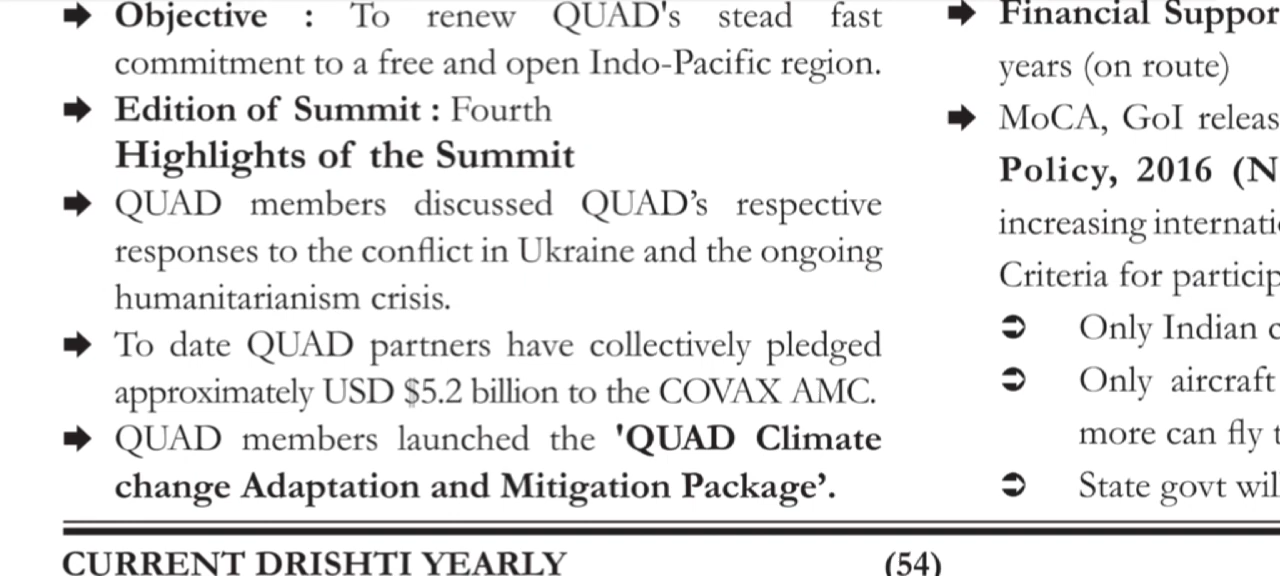 ➡ Objective : To renew QUAD's stead fast
commitment to a free and open Indo-Pacific region.
➡ Edition of Summit : Fourth
Highlights of the Summit
➡ QUAD members discussed QUAD’s respective
responses to the conflict in Ukraine and the ongoing
humanitarianism crisis.
➡ To date QUAD partners have collectively pledged
approximately USD $5.2 billion to the COVAX AMC.
➡ QUAD members launched the 'QUAD Climate
change Adaptation and Mitigation Package’.
➡ Financial Suppor
years (on route)
➡ MoCA, GoI releas
Policy, 2016 (N
increasing internati
Criteria for particip
➲ Only Indian c
➲ Only aircraft
more can fly t
➲ State govt wil
CURRENT DRISHTI YEARLY (54)